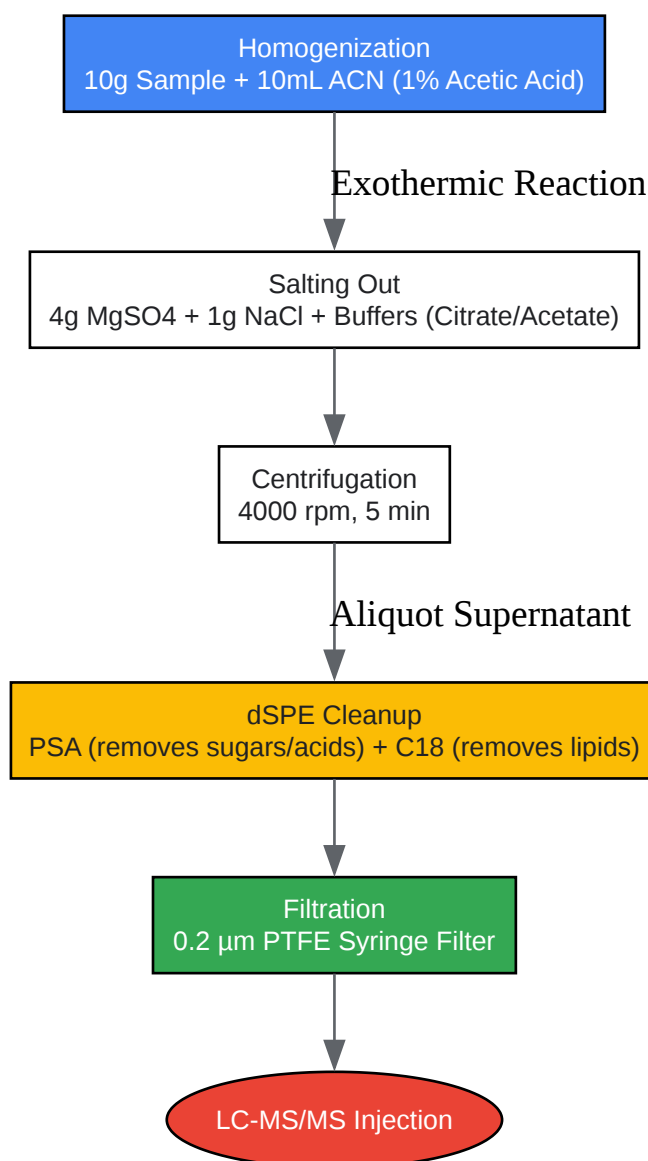 Homogenization
10g Sample + 10mL ACN (1% Acetic Acid)
Exothermic Reaction
Salting Out
4g MgSO4 + 1g NaCl + Buffers (Citrate/Acetate)
Centrifugation
4000 rpm, 5 min
Aliquot Supernatant
dSPE Cleanup
PSA (removes sugars/acids) + C18 (removes lipids)
Filtration
0.2 µm PTFE Syringe Filter
LC-MS/MS Injection